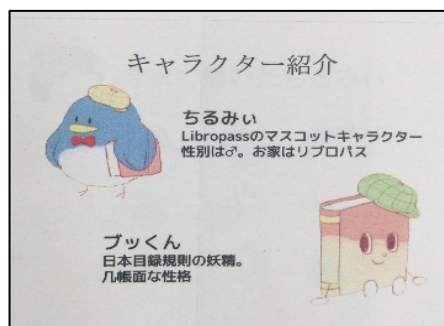 キャラクター紹介
ちるみぃ
Libropassのマスコットキャラクター
性別は♂。お家はリブロパス
ブッくん
日本目録規則の妖精。
几帳面な性格